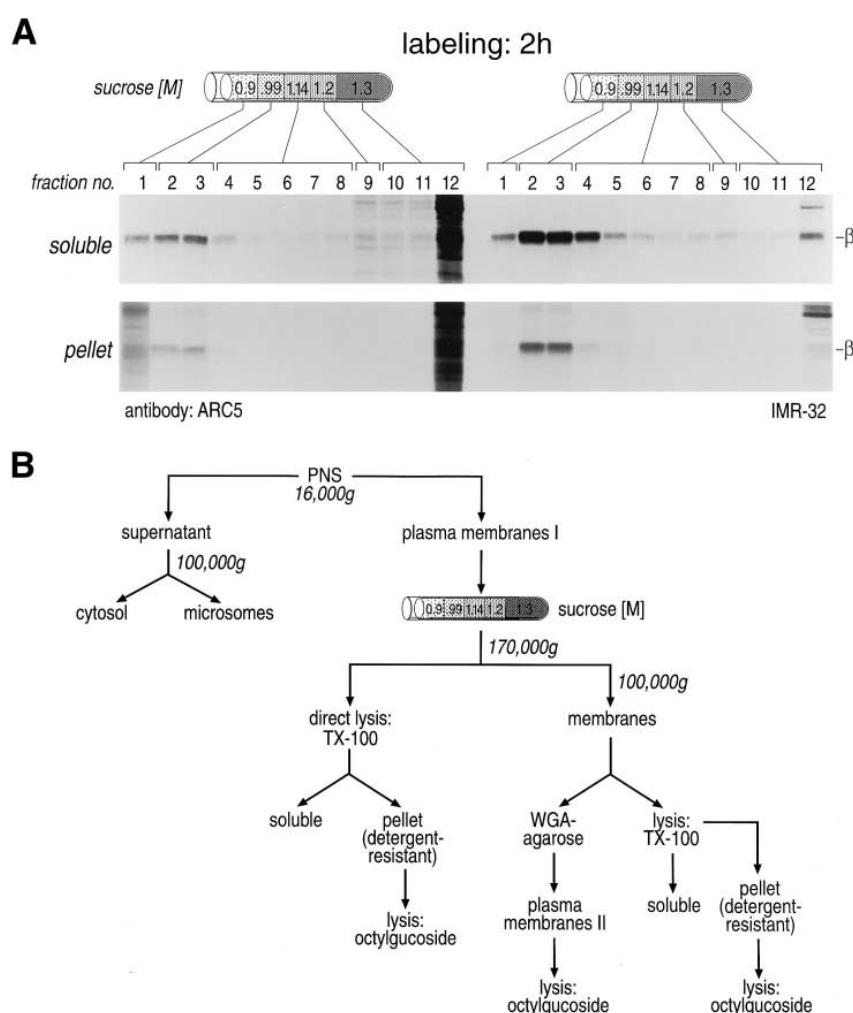 A
labeling: 2h
sucrose [M] 0.9 .99 1.14 1.2 1.3 0.9 .99 1.14 1.2 1.3
fraction no. 1 2 3 4 5 6 7 8 9 10 11 12 1 2 3 4 5 6 7 8 9 10 11 12
soluble -β
pellet -β
antibody: ARC5 IMR-32
B
PNS
16,000g
supernatant plasma membranes I
100,000g
cytosol microsomes 0.9 .99 1.14 1.2 1.3 sucrose [M]
170,000g
100,000g
direct lysis:
TX-100
membranes
soluble pellet
(detergent-
resistant)
WGA-
agarose
lysis:
TX-100
lysis:
octylgucoside
plasma
membranes II
soluble
pellet
(detergent-
resistant)
lysis:
octylgucoside
lysis:
octylgucoside